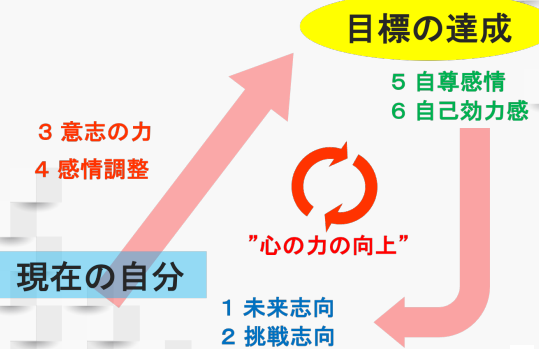 目標の達成
5 自尊感情
6 自己効力感
3 意志の力
4 感情調整
"心の力の向上"
現在の自分
1 未来志向
2 挑戦志向